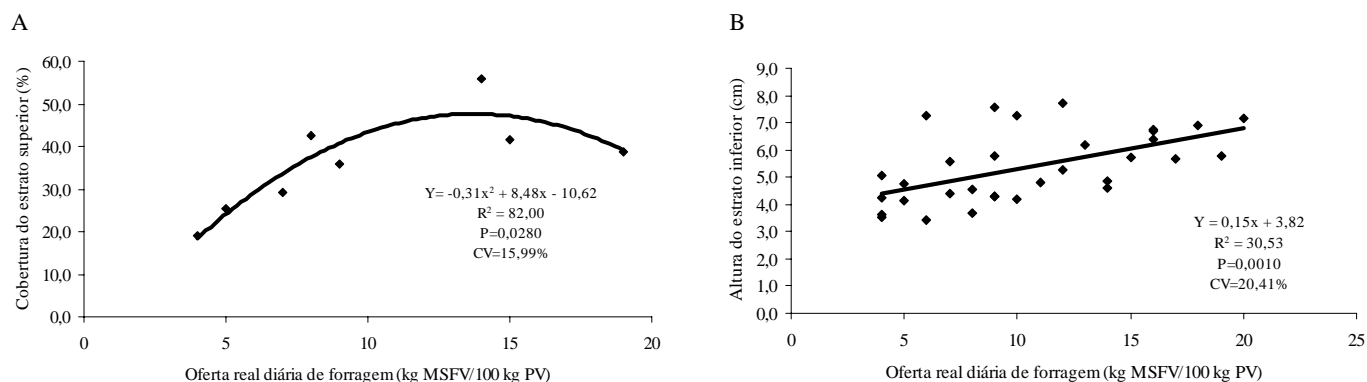 A
Cobertura do estrato superior (%)
60,0
50,0
40,0
30,0
20,0
10,0
0,0
Y= -0,31x² + 8,48x - 10,62
R² = 82,00
P=0,0280
CV=15,99%
0 5 10 15 20
Oferta real diária de forragem (kg MSFV/100 kg PV)
B
Altura do estrato inferior (cm)
9,0
8,0
7,0
6,0
5,0
4,0
3,0
2,0
1,0
0,0
Y = 0,15x + 3,82
R² = 30,53
P=0,0010
CV=20,41%
0 5 10 15 20 25
Oferta real diária de forragem (kg MSFV/100 kg PV)